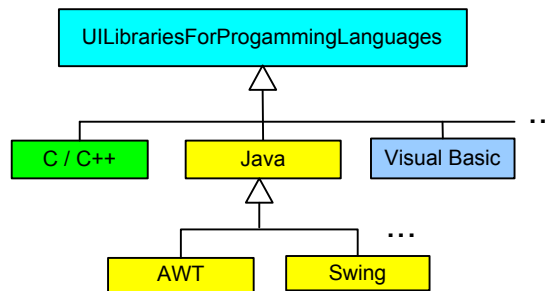 UILibrariesForProgammingLanguages
...
C / C++
Java
Visual Basic
...
AWT
Swing